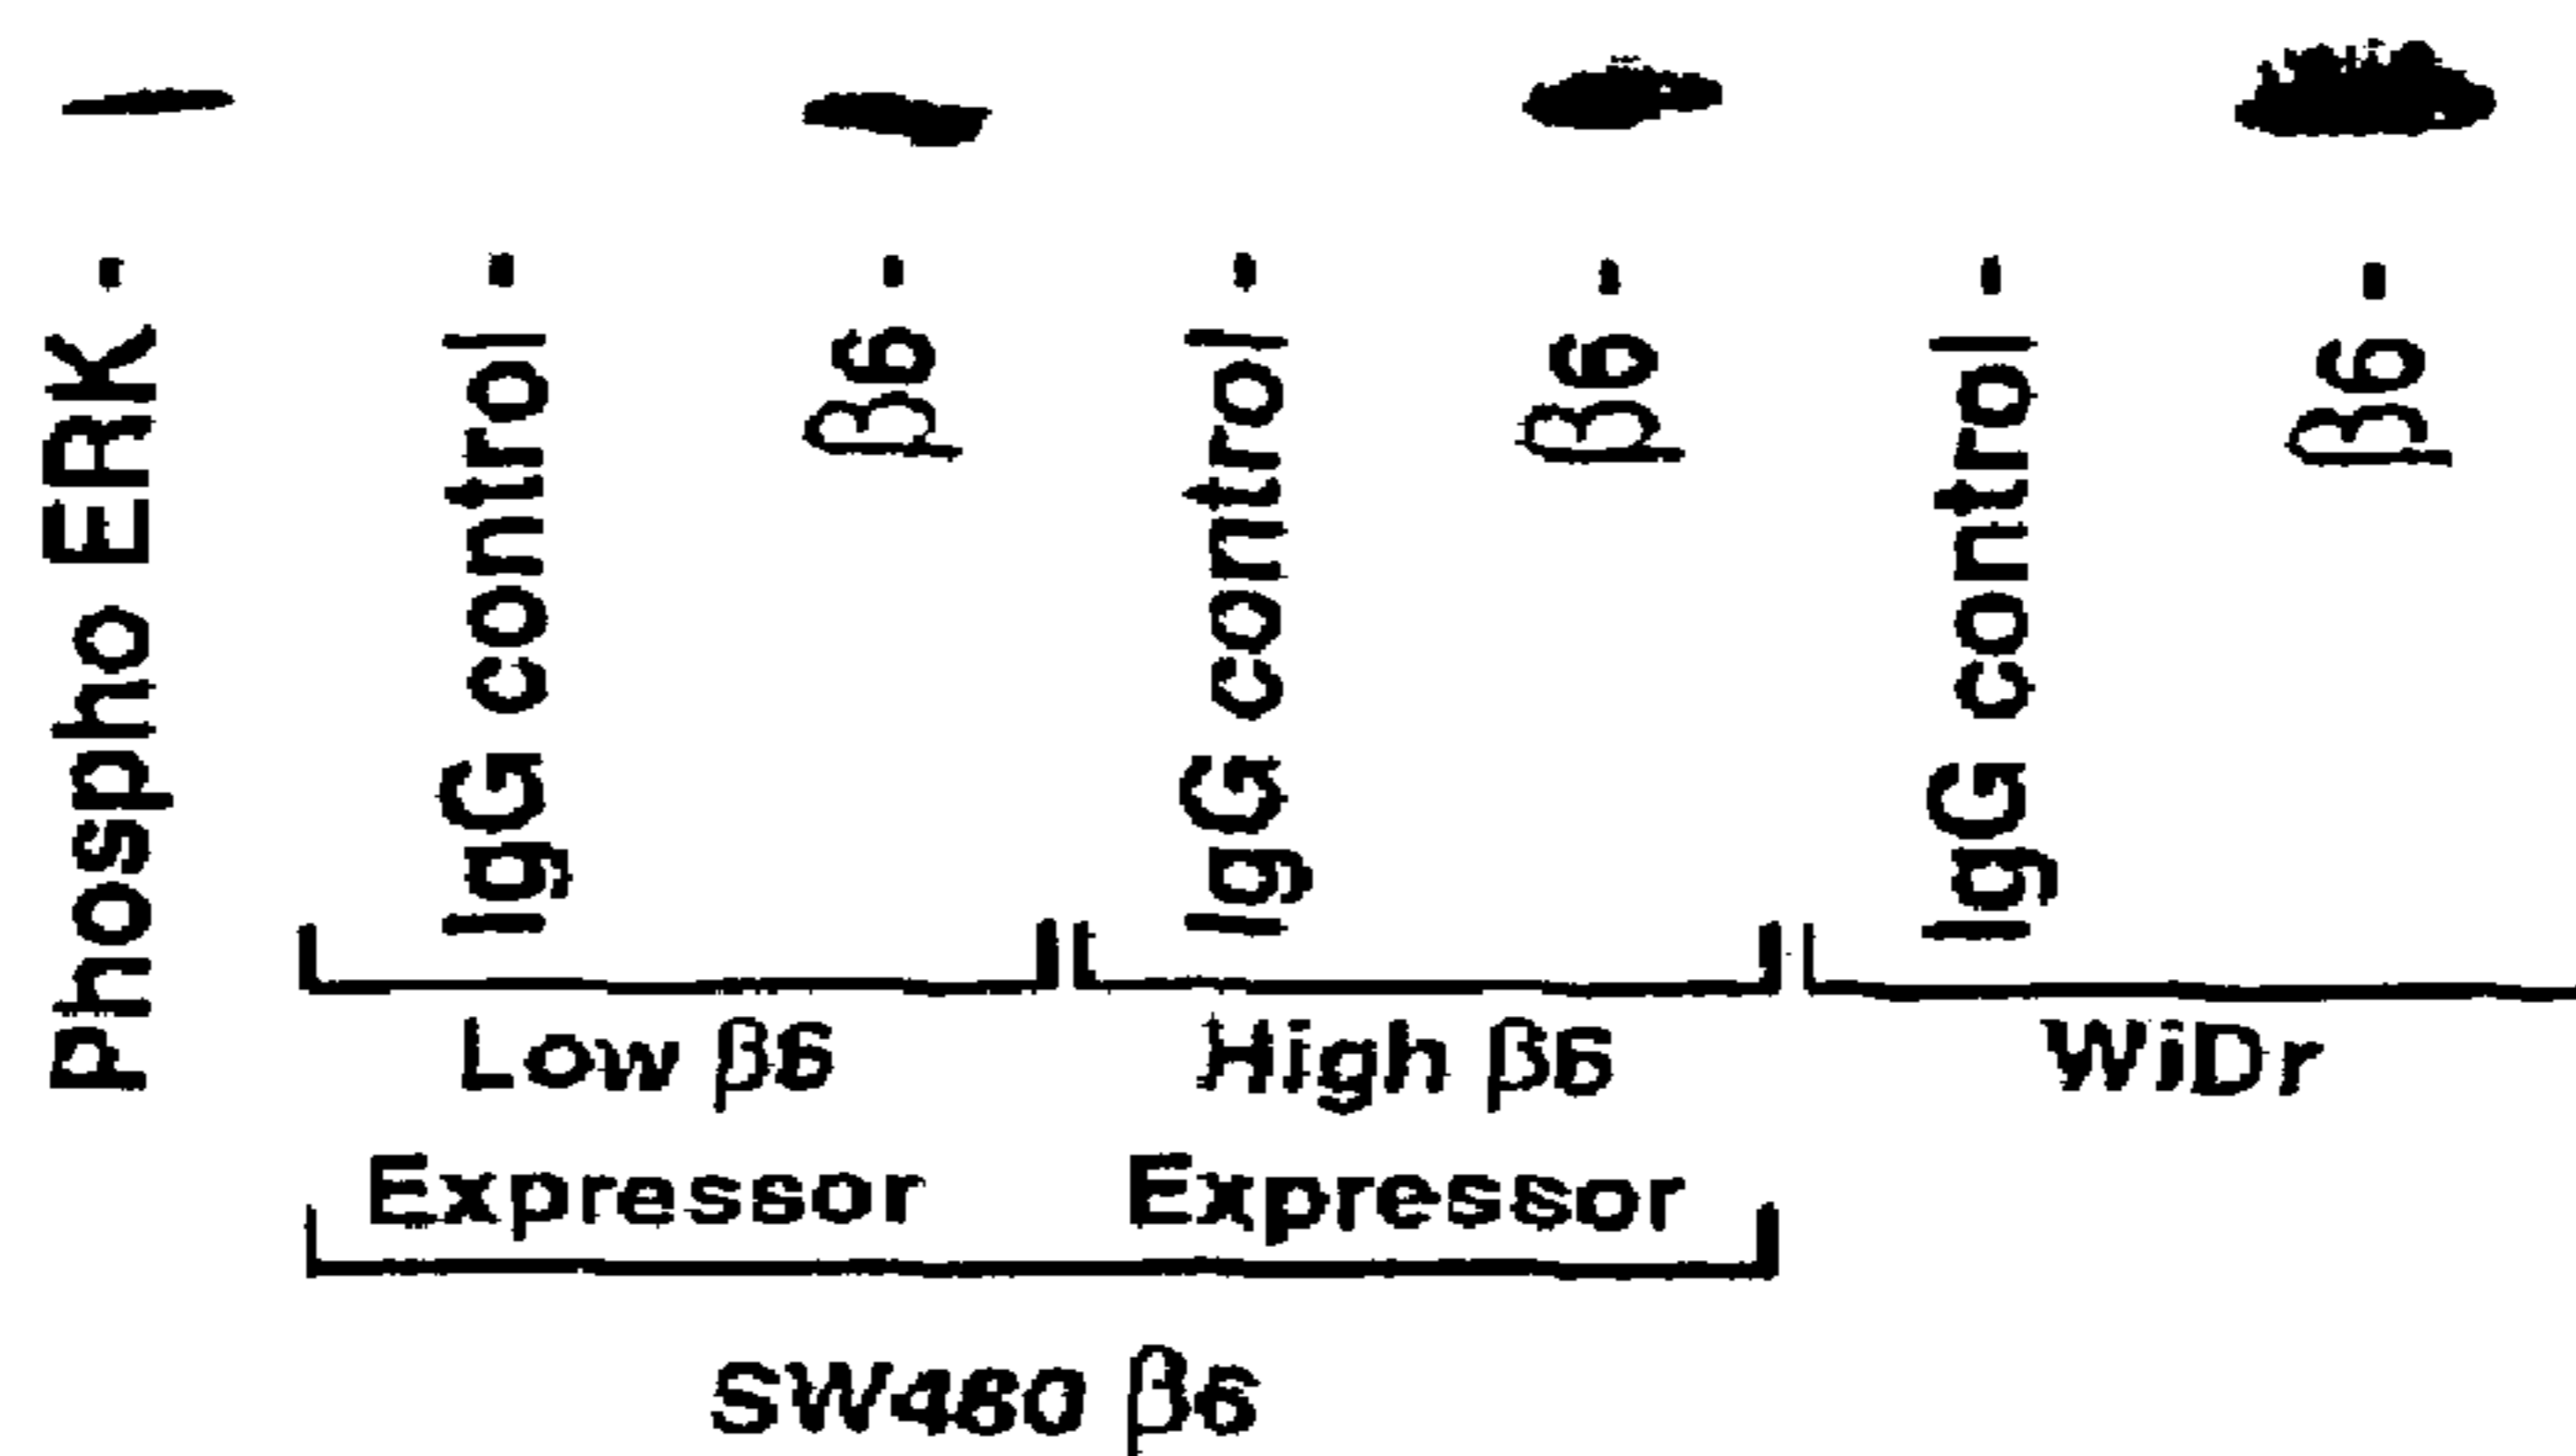 Phospho ERK -
IgG control -
β6 -
IgG control -
β6 -
IgG control -
β6 -
Low β6
Expressor
High β6
Expressor
WiDr
SW480 β6